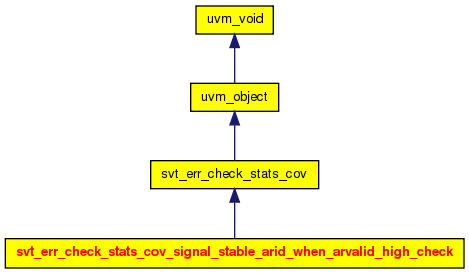 uvm_void
uvm_object
svt_err_check_stats_cov
svt_err_check_stats_cov_signal_stable_arid_when_arvalid_high_check